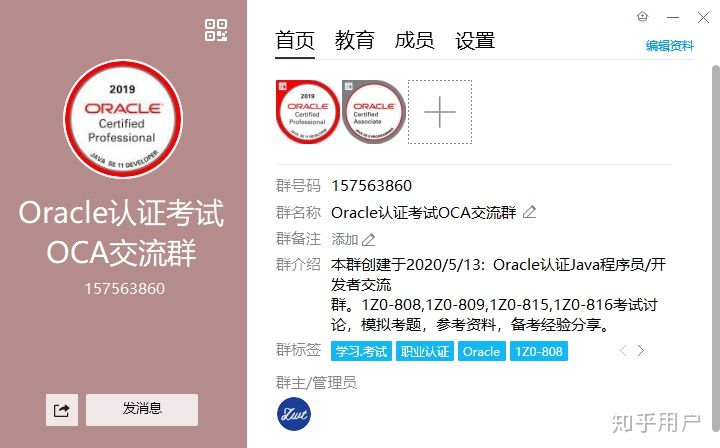 2019
ORACLE
Certified
Professional
JAVA SE 11 DEVELOPER
Oracle认证考试
OCA交流群
157563860
发消息
首页 教育 成员 设置
编辑资料
2019
ORACLE
Certified
Professional
JAVA SE 11 DEVELOPER
ORACLE
Certified
Associate
群号码 157563860
群名称 Oracle认证考试OCA交流群
群备注 添加
群介绍 本群创建于2020/5/13：Oracle认证Java程序员/开
发者交流
群。1Z0-808,1Z0-809,1Z0-815,1Z0-816考试讨
论，模拟考题，参考资料，备考经验分享。
群标签 学习.考试 职业认证 Oracle 1Z0-808
群主/管理员
Zwt
知乎用户